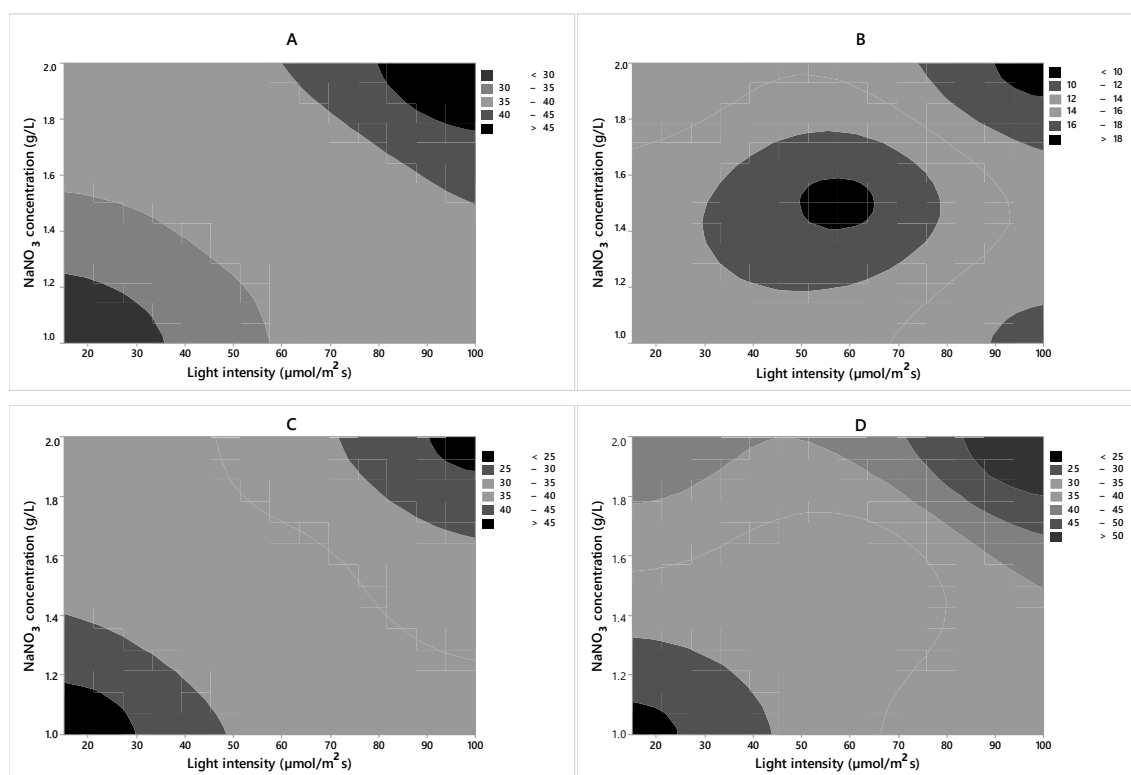 A
2.0
1.8
1.6
1.4
1.2
1.0
20 30 40 50 60 70 80 90 100
NaNO3 concentration (g/L)
Light intensity (µmol/m2s)
< 30
30 – 35
35 – 40
40 – 45
> 45
B
2.0
1.8
1.6
1.4
1.2
1.0
20 30 40 50 60 70 80 90 100
NaNO3 concentration (g/L)
Light intensity (µmol/m2s)
< 10
10 – 12
12 – 14
14 – 16
16 – 18
> 18
C
2.0
1.8
1.6
1.4
1.2
1.0
20 30 40 50 60 70 80 90 100
NaNO3 concentration (g/L)
Light intensity (µmol/m2s)
< 25
25 – 30
30 – 35
35 – 40
40 – 45
> 45
D
2.0
1.8
1.6
1.4
1.2
1.0
20 30 40 50 60 70 80 90 100
NaNO3 concentration (g/L)
Light intensity (µmol/m2s)
< 25
25 – 30
30 – 35
35 – 40
40 – 45
45 – 50
> 50